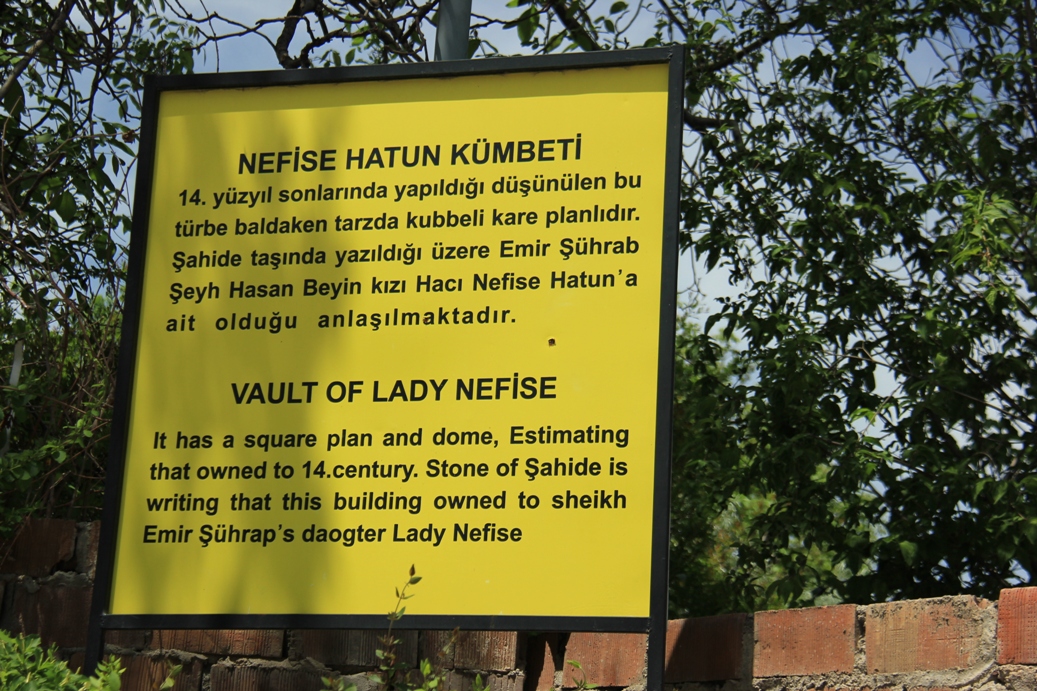 NEFİSE HATUN KÜMBETİ
14. yüzyıl sonlarında yapıldığı düşünülen bu
türbe baldaken tarzda kubbeli kare planlıdır.
Şahide taşında yazıldığı üzere Emir Şührab
Şeyh Hasan Beyin kızı Hacı Nefise Hatun'a
ait olduğu anlaşılmaktadır.
VAULT OF LADY NEFİSE
It has a square plan and dome, Estimating
that owned to 14.century. Stone of Şahide is
writing that this building owned to sheikh
Emir Şührap's daogter Lady Nefise